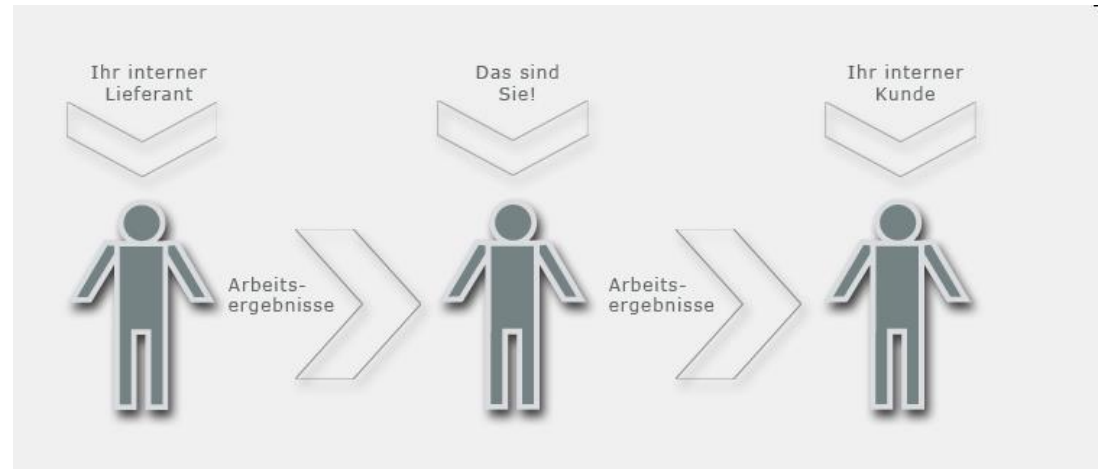 Ihr interner
Lieferant
Das sind
Sie!
Ihr interner
Kunde
Arbeits-
ergebnisse
Arbeits-
ergebnisse